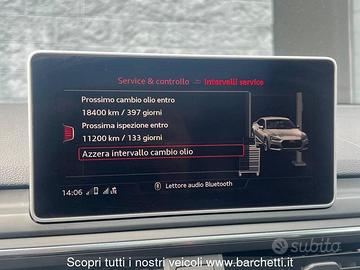 Service & controllo Intervalli service
Prossimo cambio olio entro
18400 km / 397 giorni
Prossima ispezione entro
11200 km / 133 giorni
Azzera intervallo cambio olio
14:06
Lettore audio Bluetooth
subito
Scopri tutti i nostri veicoli www.barchetti.it